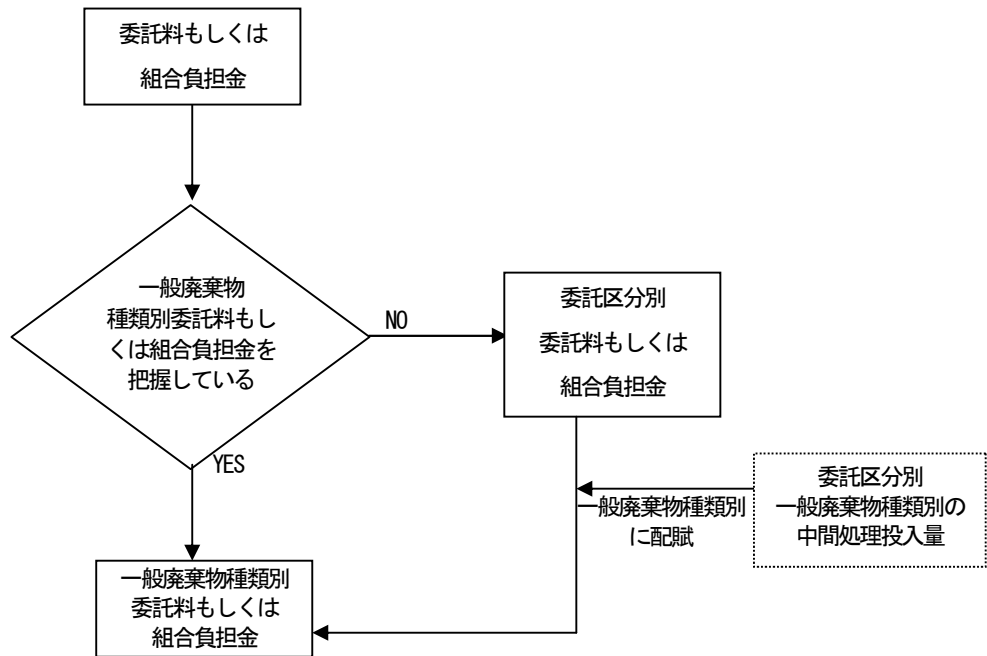 委託料もしくは
組合負担金
一般廃棄物
種類別委託料もし
くは組合負担金を
把握している
NO
委託区分別
委託料もしくは
組合負担金
YES
委託区分別
一般廃棄物種類別の
中間処理投入量
一般廃棄物種類別
に配賦
一般廃棄物種類別
委託料もしくは
組合負担金